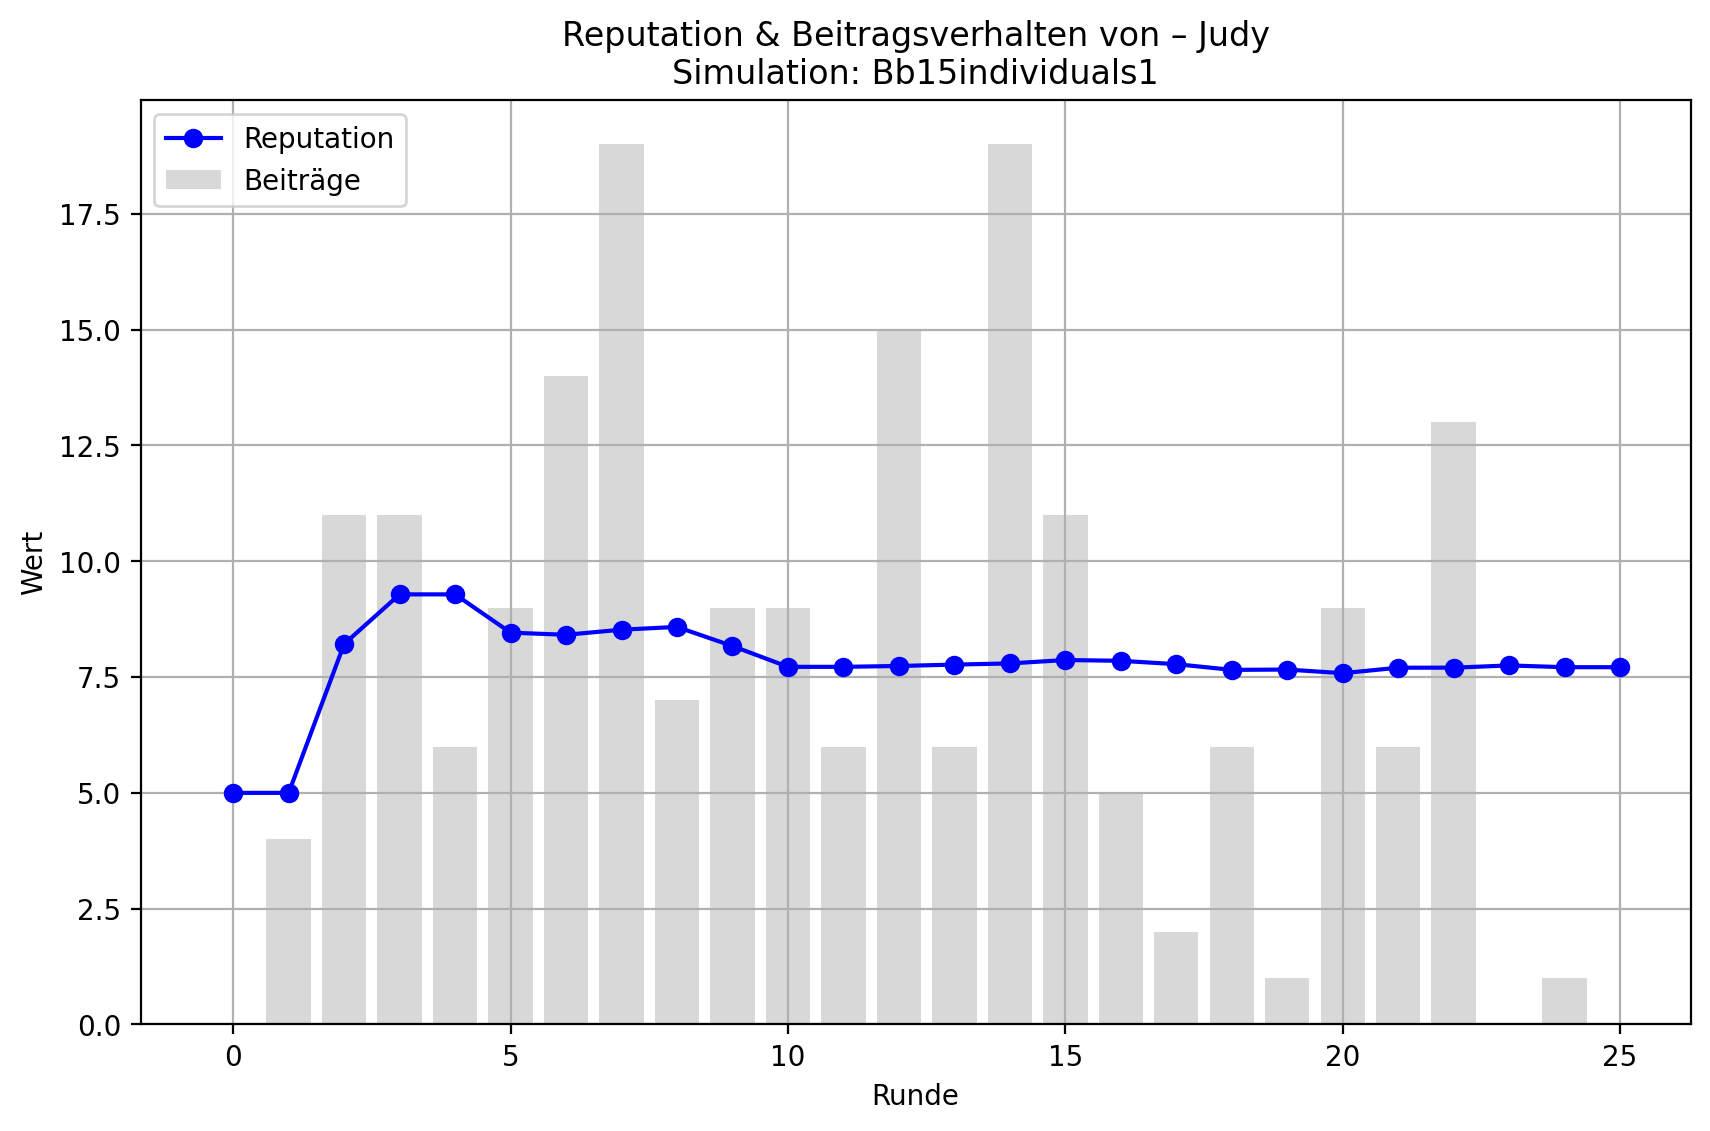 Reputation & Beitragsverhalten von – Judy
Simulation: Bb15individuals1
Reputation
Beiträge
17.5
15.0
12.5
10.0
7.5
5.0
2.5
0.0
Wert
0 5 10 15 20 25
Runde